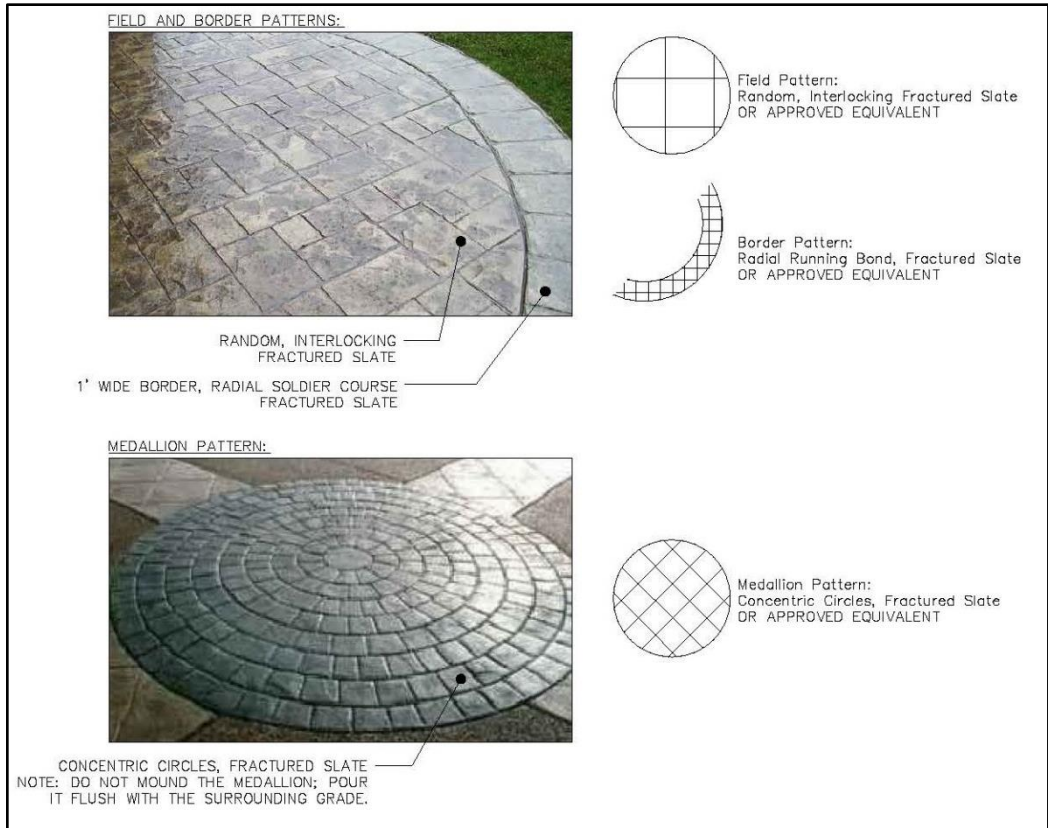 FIELD AND BORDER PATTERNS:
Field Pattern:
Random, Interlocking Fractured Slate
OR APPROVED EQUIVALENT
Border Pattern:
Radial Running Bond, Fractured Slate
OR APPROVED EQUIVALENT
RANDOM, INTERLOCKING
FRACTURED SLATE
1' WIDE BORDER, RADIAL SOLDIER COURSE
FRACTURED SLATE
MEDALLION PATTERN:
Medallion Pattern:
Concentric Circles, Fractured Slate
OR APPROVED EQUIVALENT
CONCENTRIC CIRCLES, FRACTURED SLATE
NOTE: DO NOT MOUND THE MEDALLION; POUR
IT FLUSH WITH THE SURROUNDING GRADE.